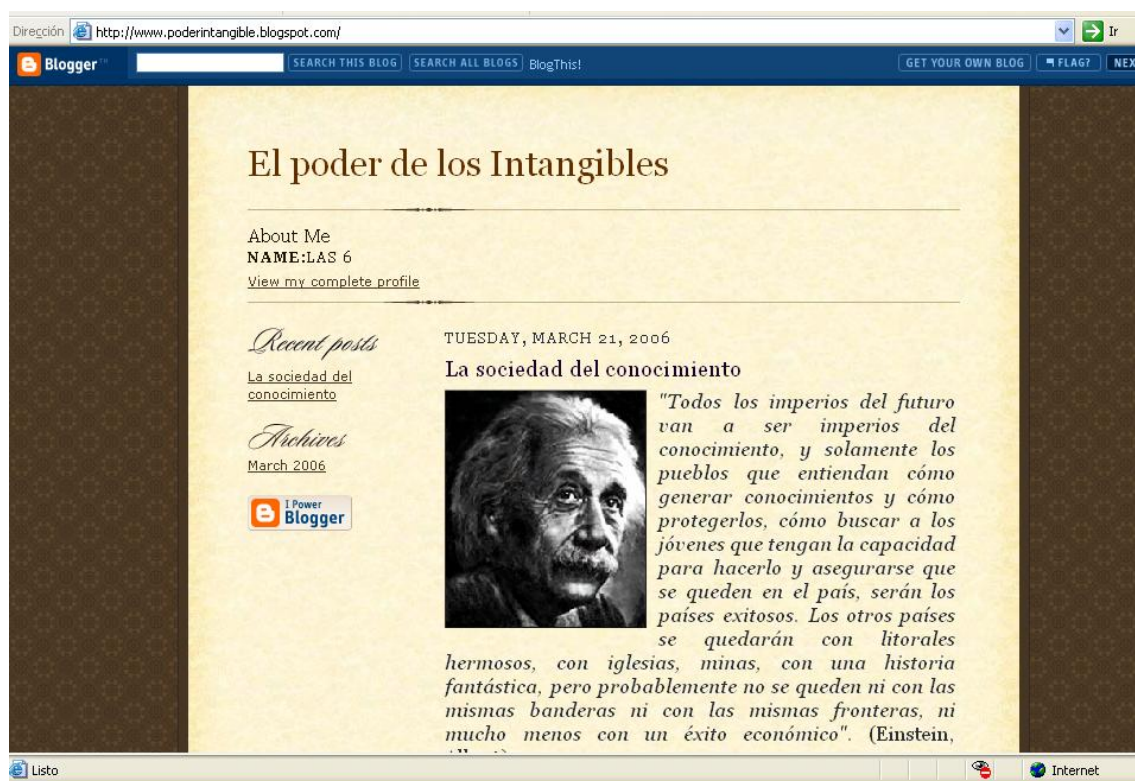 Dirección http://www.poderintangible.blogspot.com/ Ir
Blogger SEARCH THIS BLOG SEARCH ALL BLOGS BlogThis! GET YOUR OWN BLOG FLAG?
El poder de los Intangibles
About Me
NAME:LAS 6
View my complete profile
Recent posts
La sociedad del
conocimiento
Archives
March 2006
I Power
Blogger
TUESDAY, MARCH 21, 2006
La sociedad del conocimiento
"Todos los imperios del futuro
van a ser imperios del
conocimiento, y solamente los
pueblos que entiendan cómo
generar conocimientos y cómo
protegerlos, cómo buscar a los
jóvenes que tengan la capacidad
para hacerlo y asegurarse que
se queden en el país, serán los
países exitosos. Los otros países
se quedarán con litorales
hermosos, con iglesias, minas, con una historia
fantástica, pero probablemente no se queden ni con las
mismas banderas ni con las mismas fronteras, ni
mucho menos con un éxito económico". (Einstein,
Listo Internet